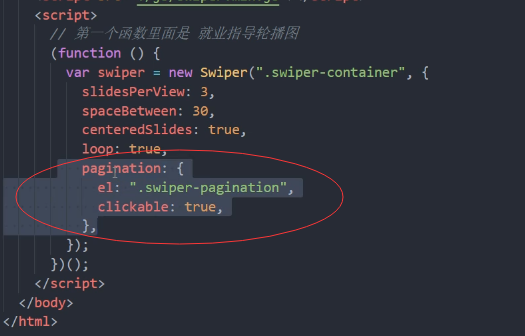 <script>
// 第一个函数里面是 就业指导轮播图
(function () {
var swiper = new Swiper(".swiper-container", {
slidesPerView: 3,
spaceBetween: 30,
centeredSlides: true,
loop: true,
pagination: {
el: ".swiper-pagination",
clickable: true,
},
});
})();
</script>
</body>
</html>